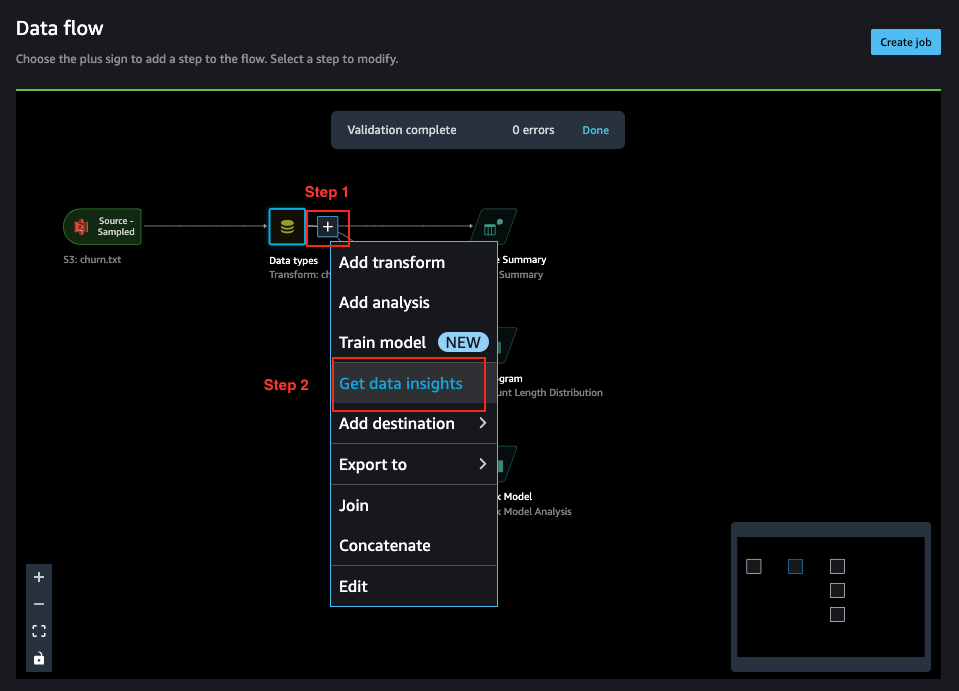 Data flow
Choose the plus sign to add a step to the flow. Select a step to modify.
Create job
Validation complete 0 errors Done
Step 1
Source -
Sampled
S3: churn.txt
Data types
Transform: ch
Summary
Summary
Add transform
Add analysis
Train model NEW
Step 2
Get data insights
Length Distribution
Add destination
Export to
Model
Model Analysis
Join
Concatenate
Edit